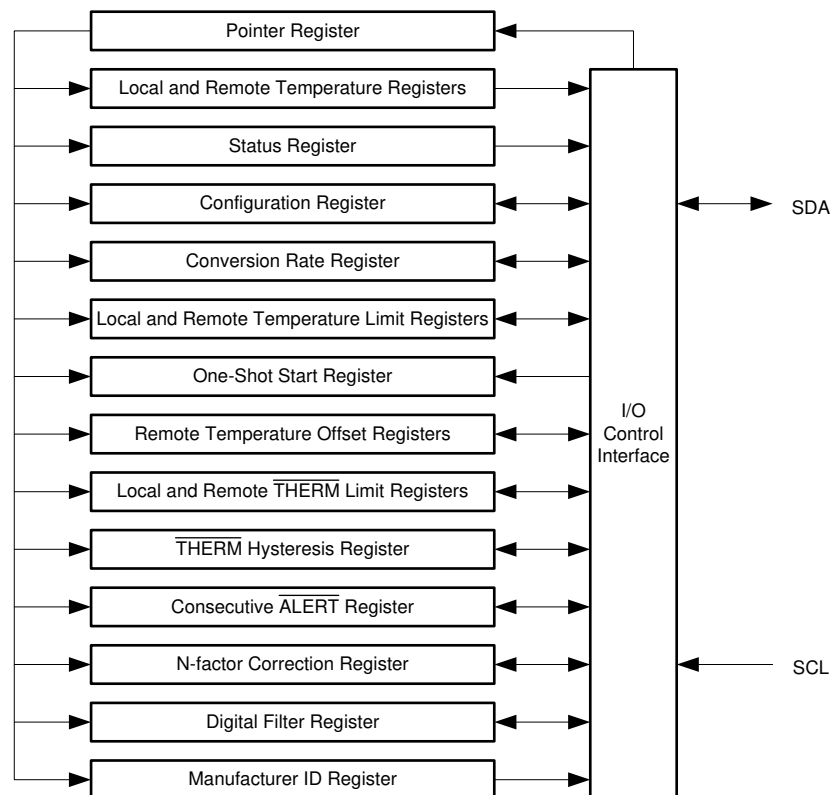 Pointer Register
Local and Remote Temperature Registers
Status Register
Configuration Register
Conversion Rate Register
Local and Remote Temperature Limit Registers
One-Shot Start Register
Remote Temperature Offset Registers
Local and Remote THERM Limit Registers
THERM Hysteresis Register
Consecutive ALERT Register
N-factor Correction Register
Digital Filter Register
Manufacturer ID Register
I/O
Control
Interface
SDA
SCL